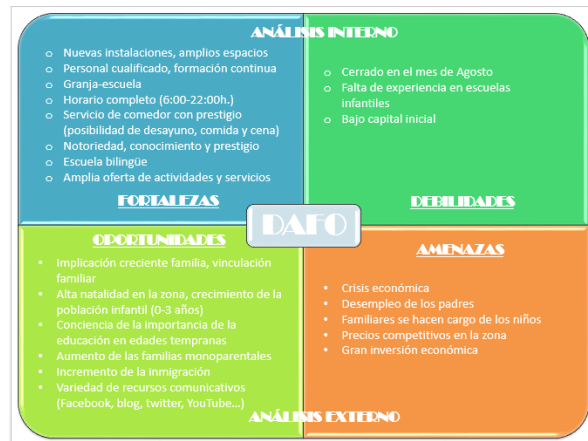 ANÁLISIS INTERNO
o Nuevas instalaciones, amplios espacios
o Personal cualificado, formación continua
o Granja-escuela
o Horario completo (6:00-22:00h.)
o Servicio de comedor con prestigio
(posibilidad de desayuno, comida y cena)
o Notoriedad, conocimiento y prestigio
o Escuela bilingüe
o Amplia oferta de actividades y servicios
FORTALEZAS
o Cerrado en el mes de Agosto
o Falta de experiencia en escuelas
infantiles
o Bajo capital inicial
DEBILIDADES
DAFO
OPORTUNIDADES
• Implicación creciente familia, vinculación
familiar
• Alta natalidad en la zona, crecimiento de la
población infantil (0-3 años)
• Conciencia de la importancia de la
educación en edades tempranas
• Aumento de las familias monoparentales
• Incremento de la inmigración
• Variedad de recursos comunicativos
(Facebook, blog, twitter, YouTube...)
AMENAZAS
• Crisis económica
• Desempleo de los padres
• Familiares se hacen cargo de los niños
• Precios competitivos en la zona
• Gran inversión económica
ANÁLISIS EXTERNO